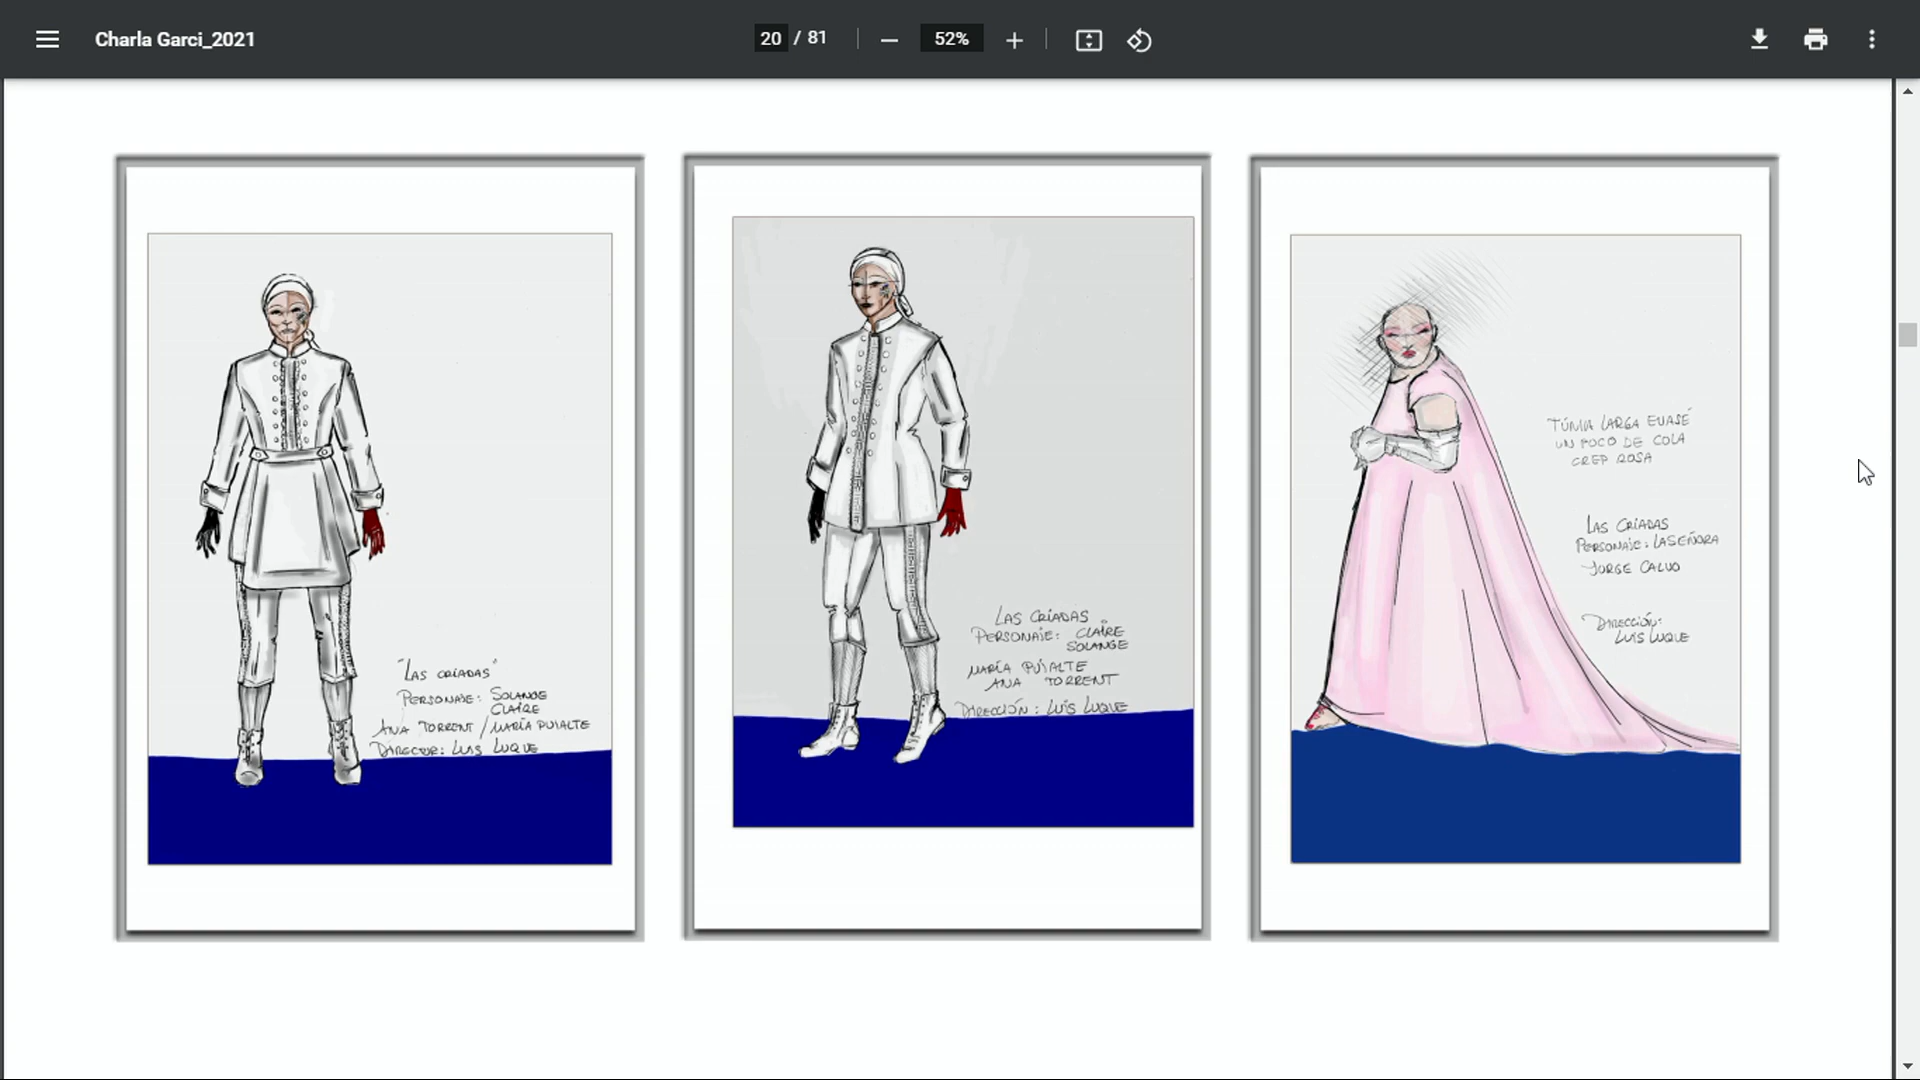 Charla Garci_2021
20 / 81
52%
"LAS CRIADAS"
PERSONAJE: SOLANGE
CLAIRE
ANA TORRENT / MARÍA PUJALTE
DIRECTOR: LUIS LUQUE
LAS CRIADAS
PERSONAJE: CLAIRE
SOLANGE
MARÍA PUJALTE
ANA TORRENT
DIRECCIÓN: LUÍS LUQUE
TÚNICA LARGA EVASÉ
UN POCO DE COLA
CREP ROSA
LAS CRIADAS
PERSONAJE: LA SEÑORA
JORGE CALVO
DIRECCIÓN:
LUIS LUQUE